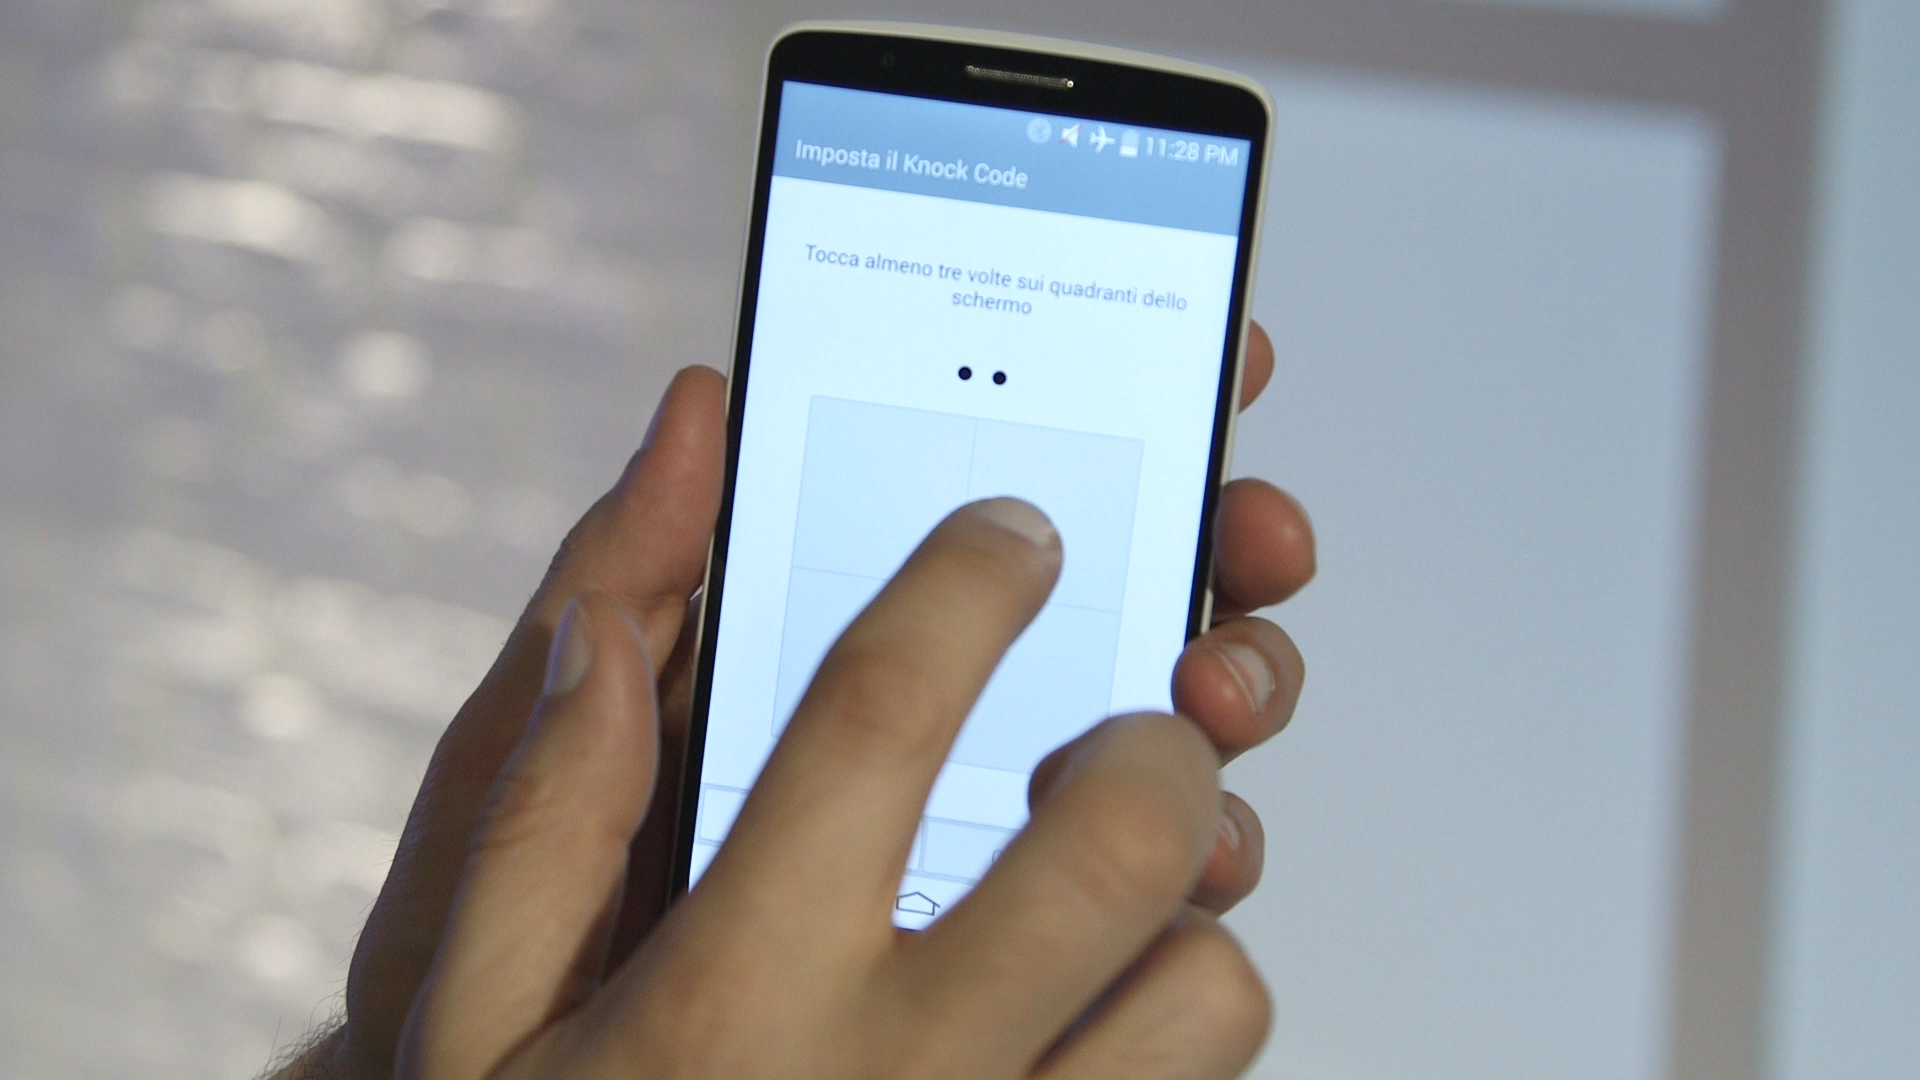 11:28 PM
Imposta il Knock Code
Tocca almeno tre volte sui quadranti dello
schermo